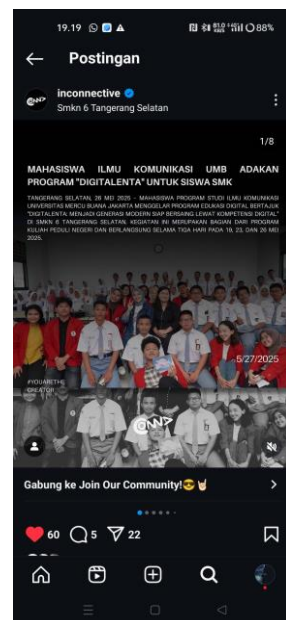 19.19
88%
Postingan
inconnective
Smkn 6 Tangerang Selatan
1/8
MAHASISWA ILMU KOMUNIKASI UMB ADAKAN
PROGRAM "DIGITALENTA" UNTUK SISWA SMK
TANGERANG SELATAN, 26 MEI 2025 - MAHASISWA PROGRAM STUDI ILMU KOMUNIKASI
UNIVERSITAS MERCU BUANA JAKARTA MENGGELAR PROGRAM EDUKASI DIGITAL BERTAJUK
"DIGITALENTA: MENJADI GENERASI MODERN SIAP BERSAING LEWAT KOMPETENSI DIGITAL"
DI SMKN 6 TANGERANG SELATAN. KEGIATAN INI MERUPAKAN BAGIAN DARI PROGRAM
KULIAH PEDULI NEGERI DAN BERLANGSUNG SELAMA TIGA HARI PADA 19, 23, DAN 26 MEI
2025.
5/27/2025
#YOUARETHE
CREATOR
Gabung ke Join Our Community!😎🤘🏻
60 5 22